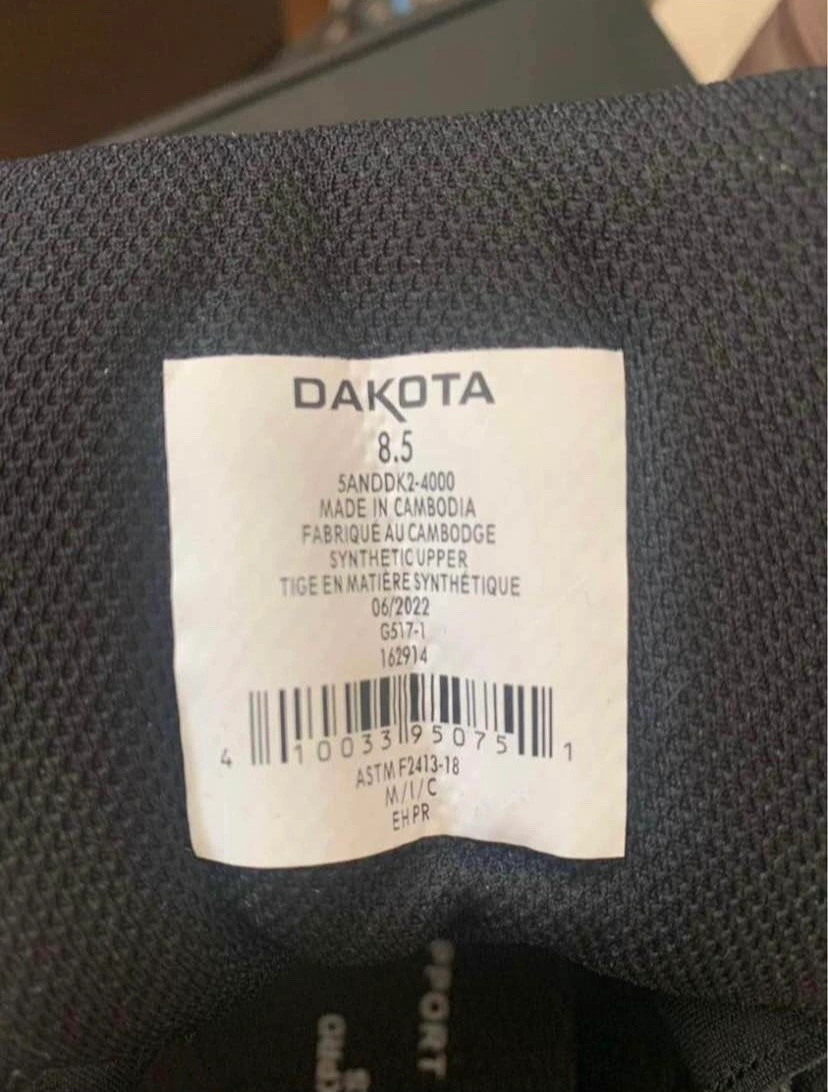 DAKOTA
8.5
5ANDDK2-4000
MADE IN CAMBODIA
FABRIQUÉ AU CAMBODGE
SYNTHETIC UPPER
TIGE EN MATIÈRE SYNTHÉTIQUE
06/2022
G517-1
162914
4 10033 95075 1
ASTM F2413-18
M/I/C
EH PR